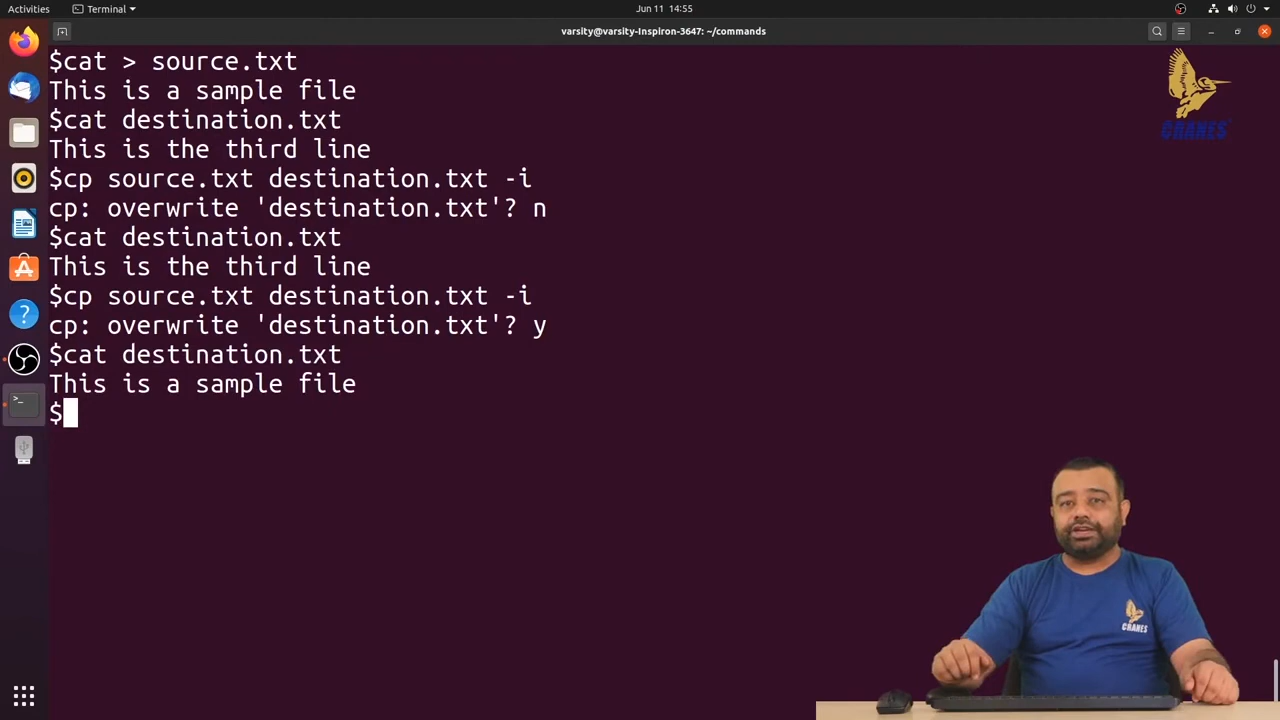 Activities
Terminal
Jun 11 14:55
varsity@varsity-Inspiron-3647: ~/commands
$cat > source.txt
This is a sample file
$cat destination.txt
This is the third line
$cp source.txt destination.txt -i
cp: overwrite 'destination.txt'? n
$cat destination.txt
This is the third line
$cp source.txt destination.txt -i
cp: overwrite 'destination.txt'? y
$cat destination.txt
This is a sample file
$
CRANES
CRANES